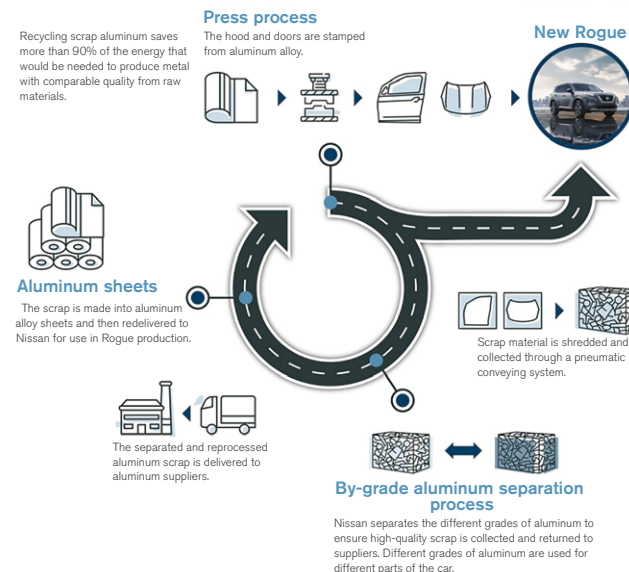 Recycling scrap aluminum saves
more than 90% of the energy that
would be needed to produce metal
with comparable quality from raw
materials.
Press process
The hood and doors are stamped
from aluminum alloy.
New Rogue
Aluminum sheets
The scrap is made into aluminum
alloy sheets and then redelivered to
Nissan for use in Rogue production.
Scrap material is shredded and
collected through a pneumatic
conveying system.
The separated and reprocessed
aluminum scrap is delivered to
aluminum suppliers.
By-grade aluminum separation
process
Nissan separates the different grades of aluminum to
ensure high-quality scrap is collected and returned to
suppliers. Different grades of aluminum are used for
different parts of the car.